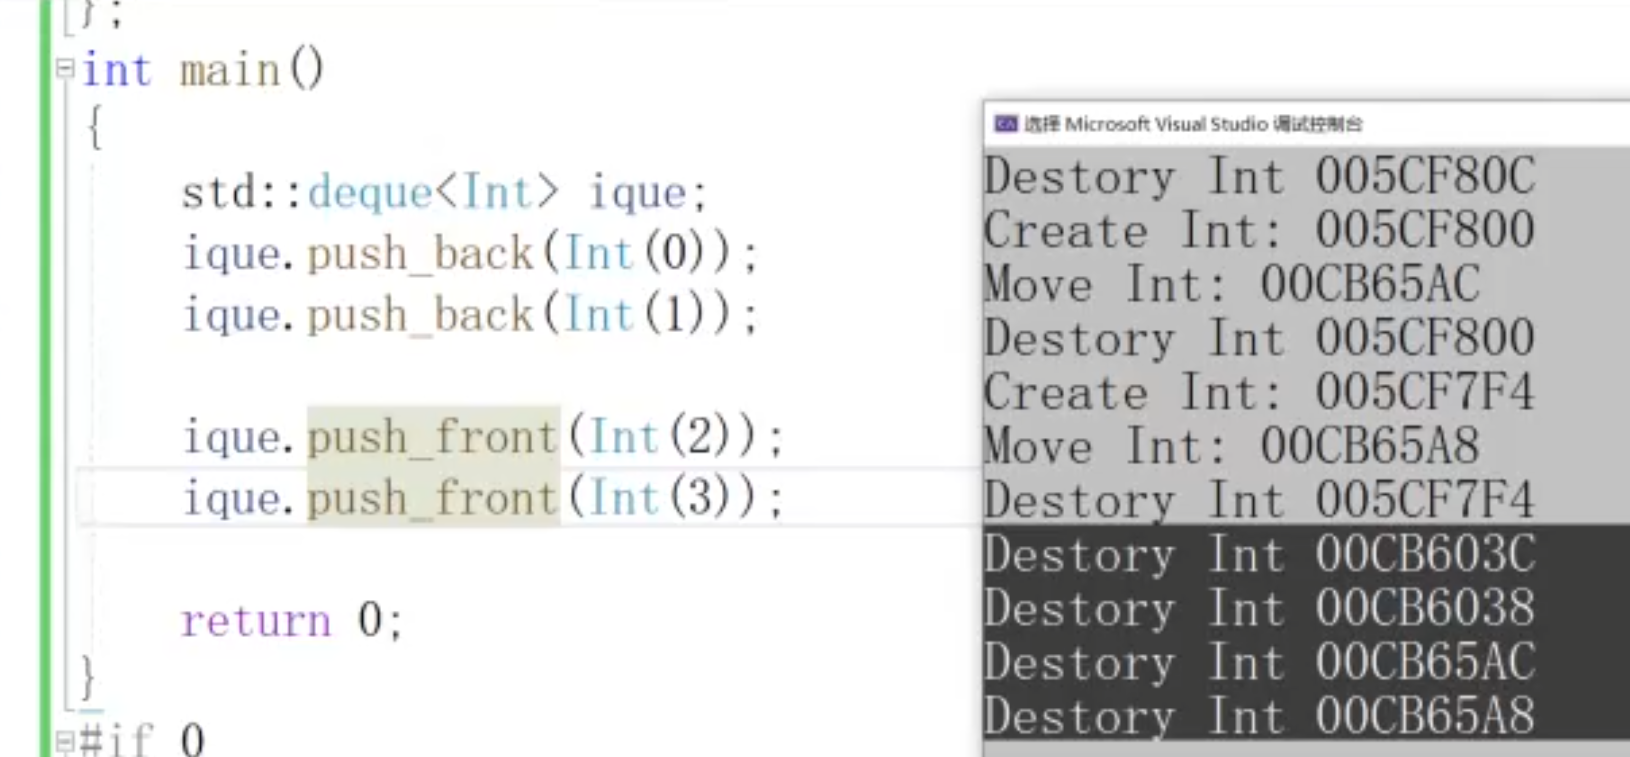 };
int main()
{
std::deque<Int> ique;
ique.push_back(Int(0));
ique.push_back(Int(1));
ique.push_front(Int(2));
ique.push_front(Int(3));
return 0;
}
#if 0
选择 Microsoft Visual Studio 调试控制台
Destory Int 005CF80C
Create Int: 005CF800
Move Int: 00CB65AC
Destory Int 005CF800
Create Int: 005CF7F4
Move Int: 00CB65A8
Destory Int 005CF7F4
Destory Int 00CB603C
Destory Int 00CB6038
Destory Int 00CB65AC
Destory Int 00CB65A8